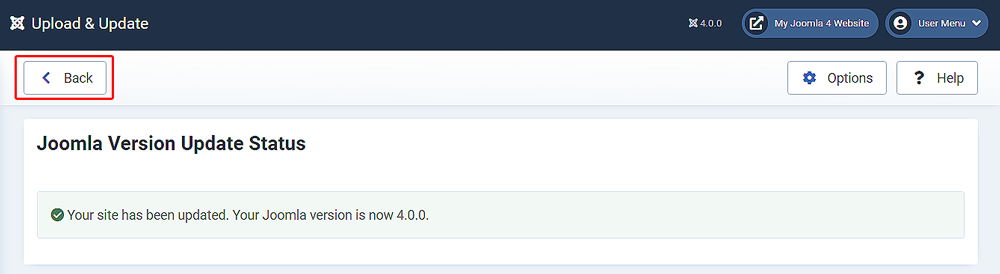 Upload & Update
4.0.0
My Joomla 4 Website
User Menu
Back
Options
? Help
Joomla Version Update Status
Your site has been updated. Your Joomla version is now 4.0.0.